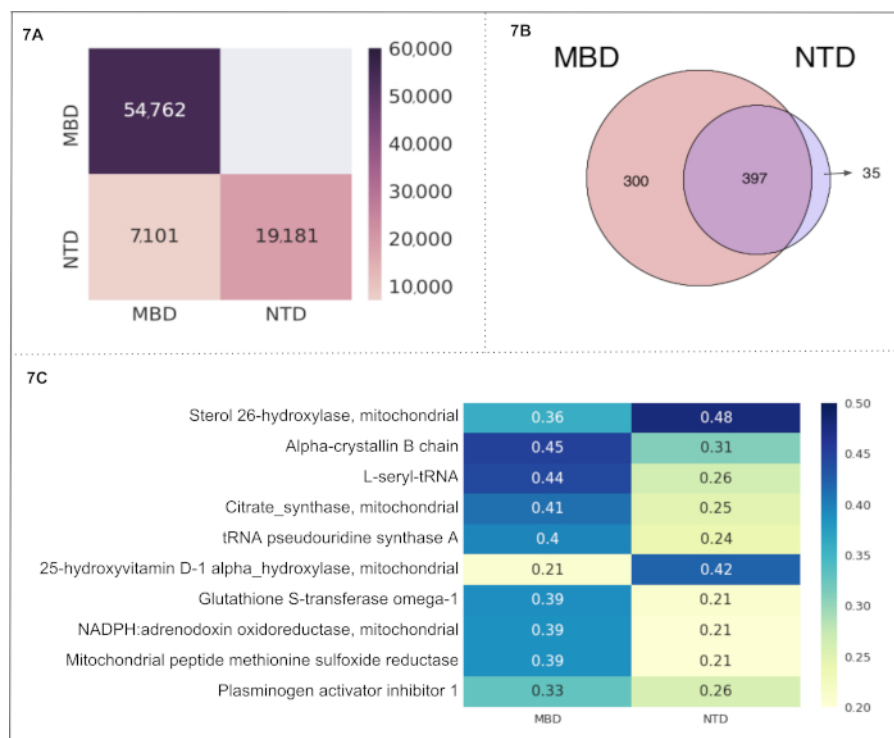 7A
MBD
NTD
54,762
7,101
19,181
MBD
NTD
60,000
50,000
40,000
30,000
20,000
10,000
7B
MBD
NTD
300
397
35
7C
Sterol 26-hydroxylase, mitochondrial 0.36 0.48
Alpha-crystallin B chain 0.45 0.31
L-seryl-tRNA 0.44 0.26
Citrate_synthase, mitochondrial 0.41 0.25
tRNA pseudouridine synthase A 0.4 0.24
25-hydroxyvitamin D-1 alpha_hydroxylase, mitochondrial 0.21 0.42
Glutathione S-transferase omega-1 0.39 0.21
NADPH:adrenodoxin oxidoreductase, mitochondrial 0.39 0.21
Mitochondrial peptide methionine sulfoxide reductase 0.39 0.21
Plasminogen activator inhibitor 1 0.33 0.26
MBD NTD
0.50
0.45
0.40
0.35
0.30
0.25
0.20